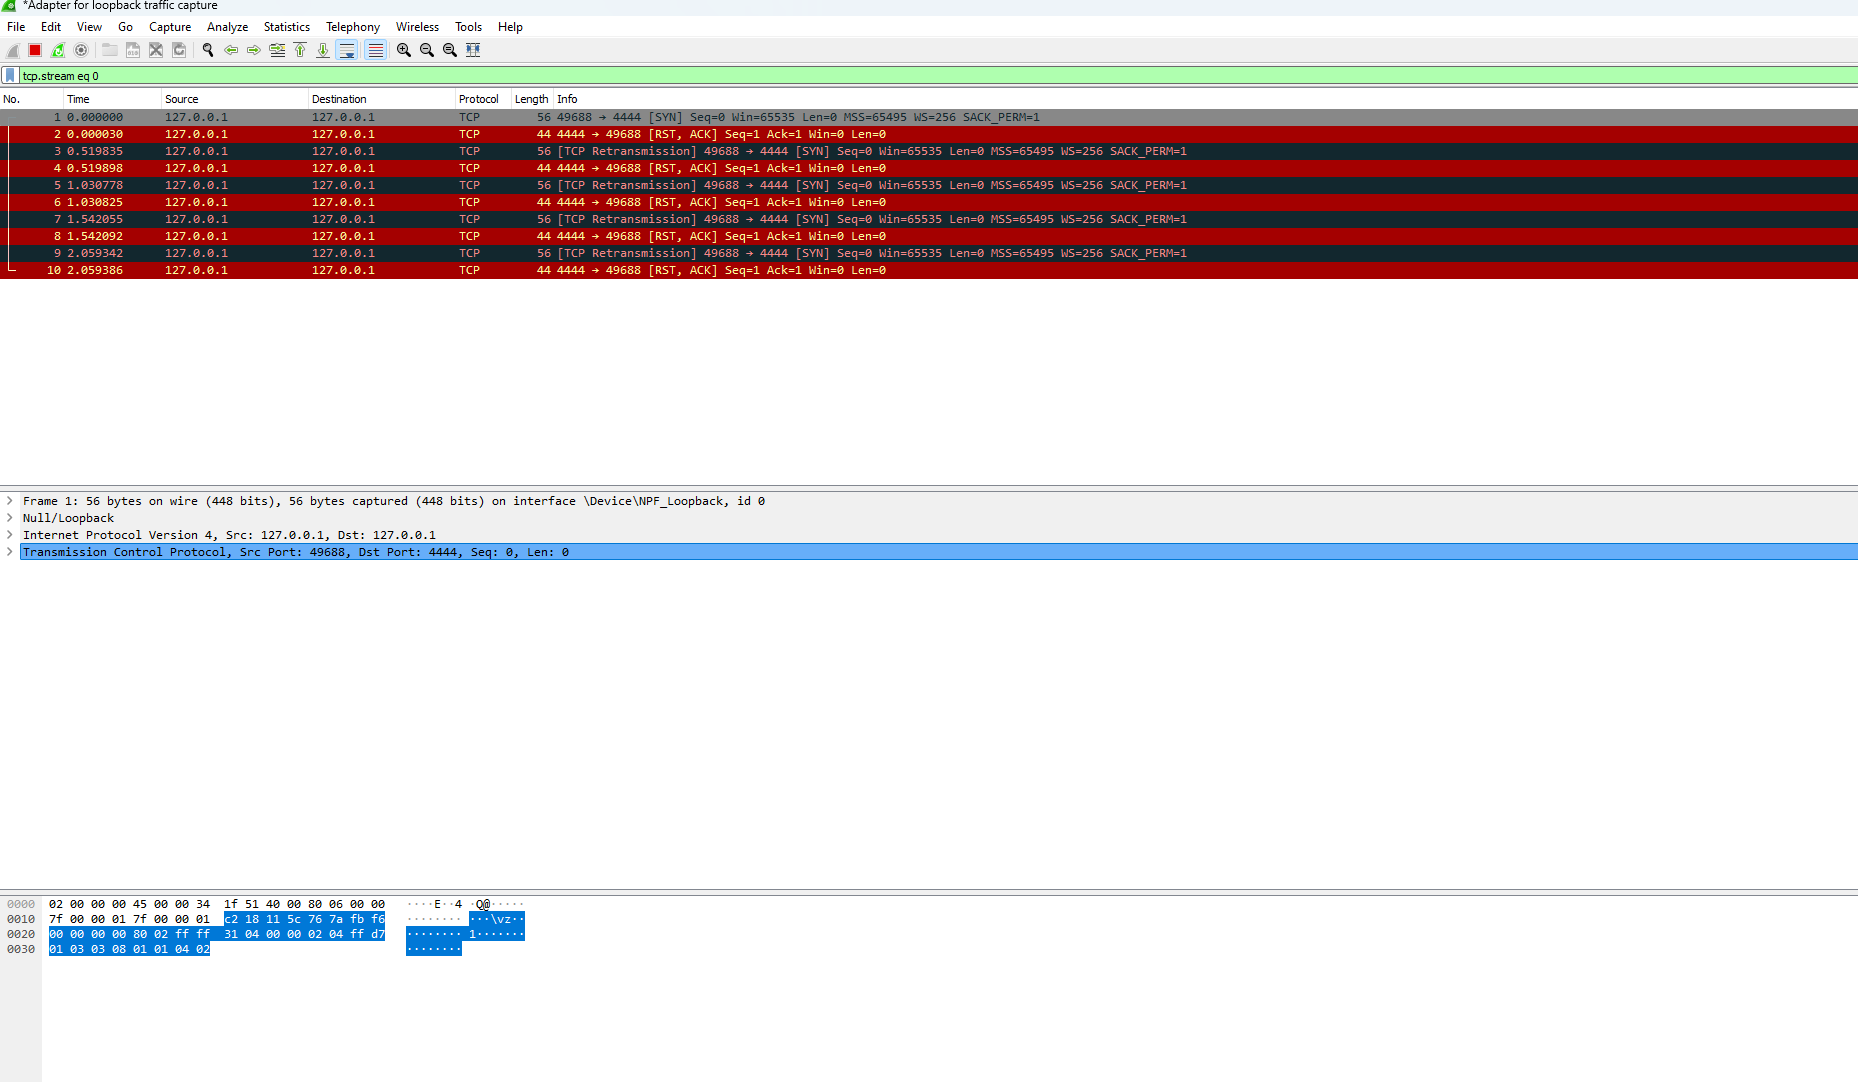 *Adapter for loopback traffic capture
File Edit View Go Capture Analyze Statistics Telephony Wireless Tools Help
tcp.stream eq 0
No. Time Source Destination Protocol Length Info
1 0.000000 127.0.0.1 127.0.0.1 TCP 56 49688 → 4444 [SYN] Seq=0 Win=65535 Len=0 MSS=65495 WS=256 SACK_PERM=1
2 0.000030 127.0.0.1 127.0.0.1 TCP 44 4444 → 49688 [RST, ACK] Seq=1 Ack=1 Win=0 Len=0
3 0.519835 127.0.0.1 127.0.0.1 TCP 56 [TCP Retransmission] 49688 → 4444 [SYN] Seq=0 Win=65535 Len=0 MSS=65495 WS=256 SACK_PERM=1
4 0.519898 127.0.0.1 127.0.0.1 TCP 44 4444 → 49688 [RST, ACK] Seq=1 Ack=1 Win=0 Len=0
5 1.030778 127.0.0.1 127.0.0.1 TCP 56 [TCP Retransmission] 49688 → 4444 [SYN] Seq=0 Win=65535 Len=0 MSS=65495 WS=256 SACK_PERM=1
6 1.030825 127.0.0.1 127.0.0.1 TCP 44 4444 → 49688 [RST, ACK] Seq=1 Ack=1 Win=0 Len=0
7 1.542055 127.0.0.1 127.0.0.1 TCP 56 [TCP Retransmission] 49688 → 4444 [SYN] Seq=0 Win=65535 Len=0 MSS=65495 WS=256 SACK_PERM=1
8 1.542092 127.0.0.1 127.0.0.1 TCP 44 4444 → 49688 [RST, ACK] Seq=1 Ack=1 Win=0 Len=0
9 2.059342 127.0.0.1 127.0.0.1 TCP 56 [TCP Retransmission] 49688 → 4444 [SYN] Seq=0 Win=65535 Len=0 MSS=65495 WS=256 SACK_PERM=1
10 2.059386 127.0.0.1 127.0.0.1 TCP 44 4444 → 49688 [RST, ACK] Seq=1 Ack=1 Win=0 Len=0
Frame 1: 56 bytes on wire (448 bits), 56 bytes captured (448 bits) on interface \Device\NPF_Loopback, id 0
Null/Loopback
Internet Protocol Version 4, Src: 127.0.0.1, Dst: 127.0.0.1
Transmission Control Protocol, Src Port: 49688, Dst Port: 4444, Seq: 0, Len: 0
0000 02 00 00 00 45 00 00 34 1f 51 40 00 80 06 00 00 ····E··4 ·Q@·····
0010 7f 00 00 01 7f 00 00 01 c2 18 11 5c 76 7a fb f6 ········ ···\vz··
0020 00 00 00 00 80 02 ff ff 31 04 00 00 02 04 ff d7 ········ 1·······
0030 01 03 03 08 01 01 04 02 ········